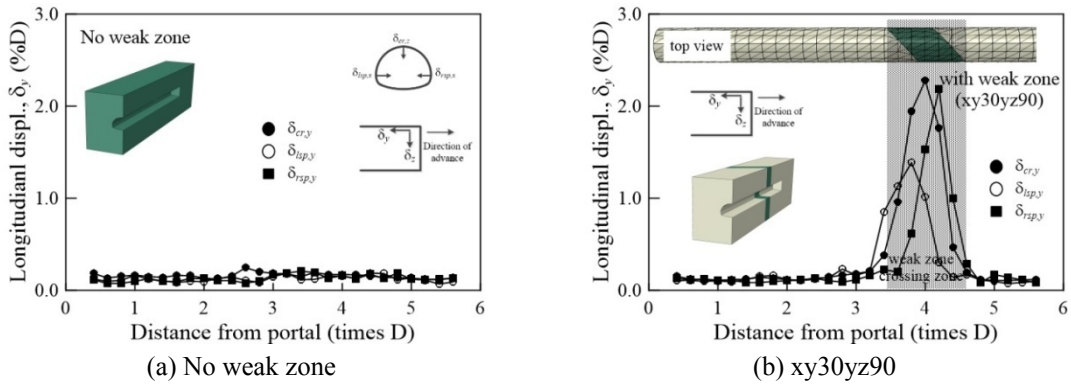 3.0
2.0
1.0
0.0
Longitudianl displ., δy (%D)
No weak zone
δcr,z
δlsp,x
δrsp,x
δy
δz
Direction of
advance
δcr,y
δlsp,y
δrsp,y
0 1 2 3 4 5 6
Distance from portal (times D)
(a) No weak zone
3.0
2.0
1.0
0.0
Longitudinal displ., δy (%D)
top view
with weak zone
(xy30yz90)
δy
δz
Direction of
advance
δcr,y
δlsp,y
δrsp,y
weak zone
crossing zone
0 1 2 3 4 5 6
Distance from portal (times D)
(b) xy30yz90